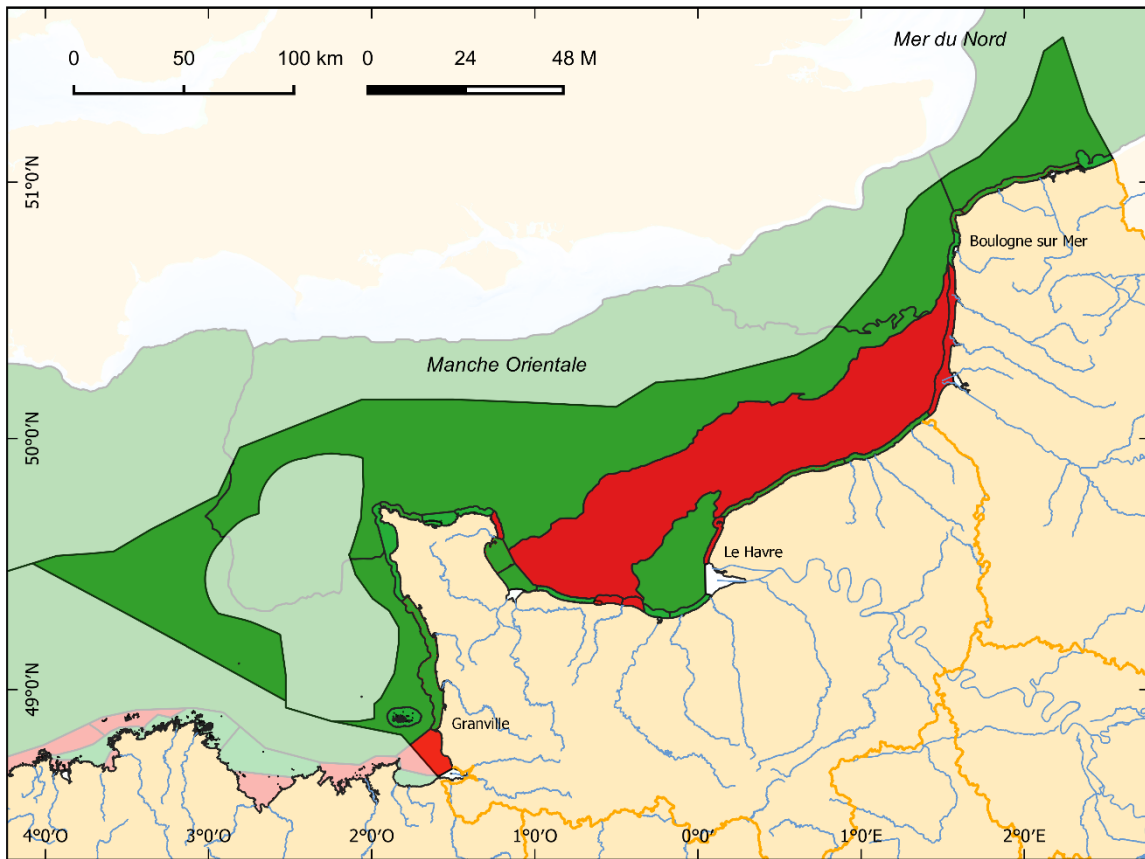 Mer du Nord
0 50 100 km 0 24 48 M
51°0'N
Boulogne sur Mer
Manche Orientale
50°0'N
Le Havre
49°0'N
Granville
4°0'O 3°0'O 2°0'O 1°0'O 0°0' 1°0'O 2°0'O